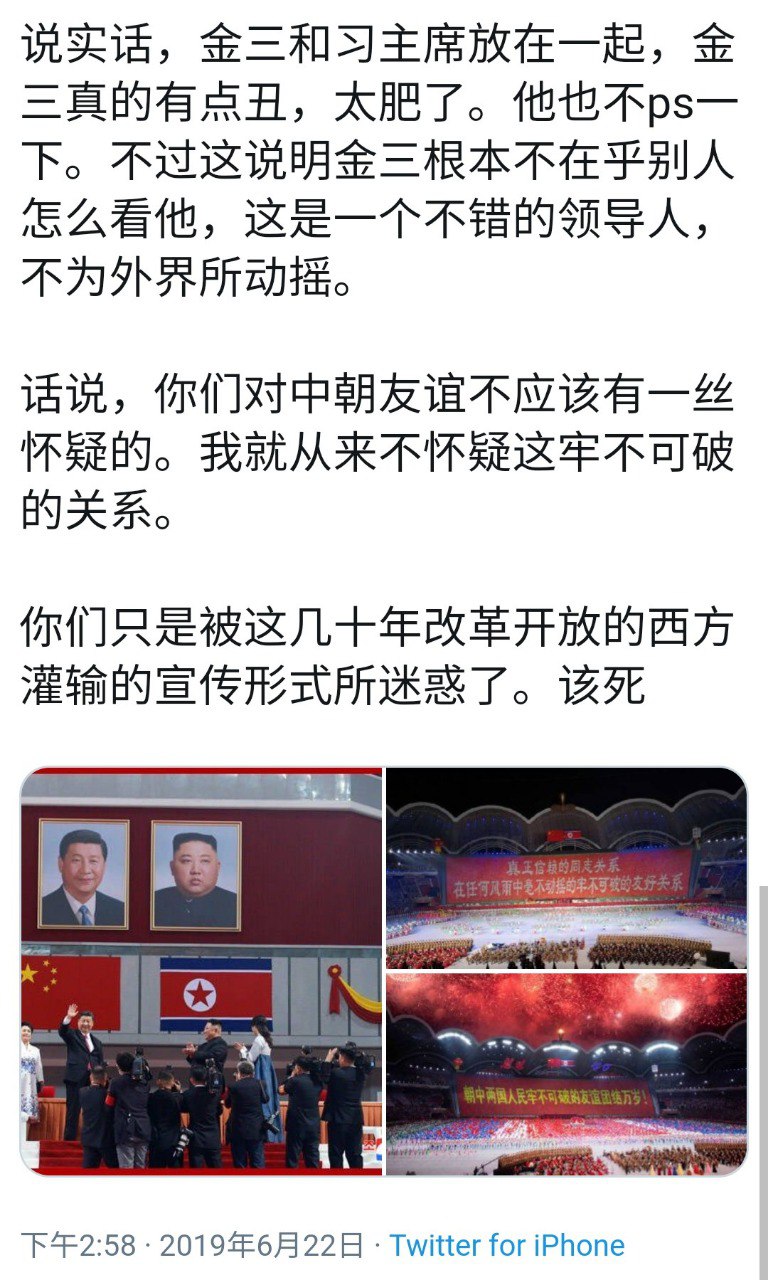 说实话，金三和习主席放在一起，金
三真的有点丑，太肥了。他也不ps一
下。不过这说明金三根本不在乎别人
怎么看他，这是一个不错的领导人，
不为外界所动摇。
话说，你们对中朝友谊不应该有一丝
怀疑的。我就从来不怀疑这牢不可破
的关系。
你们只是被这几十年改革开放的西方
灌输的宣传形式所迷惑了。该死
真正信赖的同志关系
在任何风雨中毫不动摇的牢不可破的友好关系
朝中两国人民牢不可破的友谊团结万岁！
下午2:58 · 2019年6月22日 · Twitter for iPhone